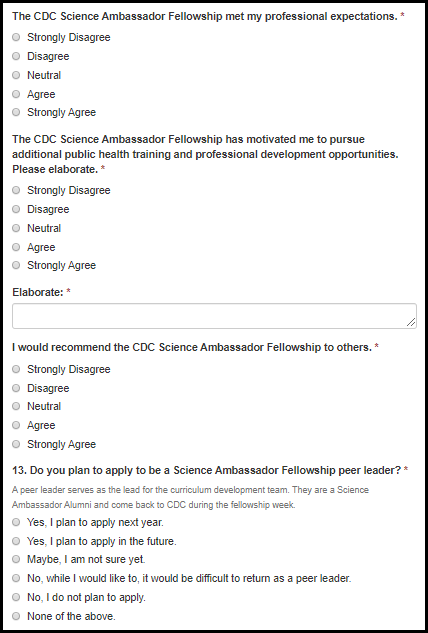 The CDC Science Ambassador Fellowship met my professional expectations. *
Strongly Disagree
Disagree
Neutral
Agree
Strongly Agree
The CDC Science Ambassador Fellowship has motivated me to pursue
additional public health training and professional development opportunities.
Please elaborate. *
Strongly Disagree
Disagree
Neutral
Agree
Strongly Agree
Elaborate: *
I would recommend the CDC Science Ambassador Fellowship to others. *
Strongly Disagree
Disagree
Neutral
Agree
Strongly Agree
13. Do you plan to apply to be a Science Ambassador Fellowship peer leader? *
A peer leader serves as the lead for the curriculum development team. They are a Science
Ambassador Alumni and come back to CDC during the fellowship week.
Yes, I plan to apply next year.
Yes, I plan to apply in the future.
Maybe, I am not sure yet.
No, while I would like to, it would be difficult to return as a peer leader.
No, I do not plan to apply.
None of the above.